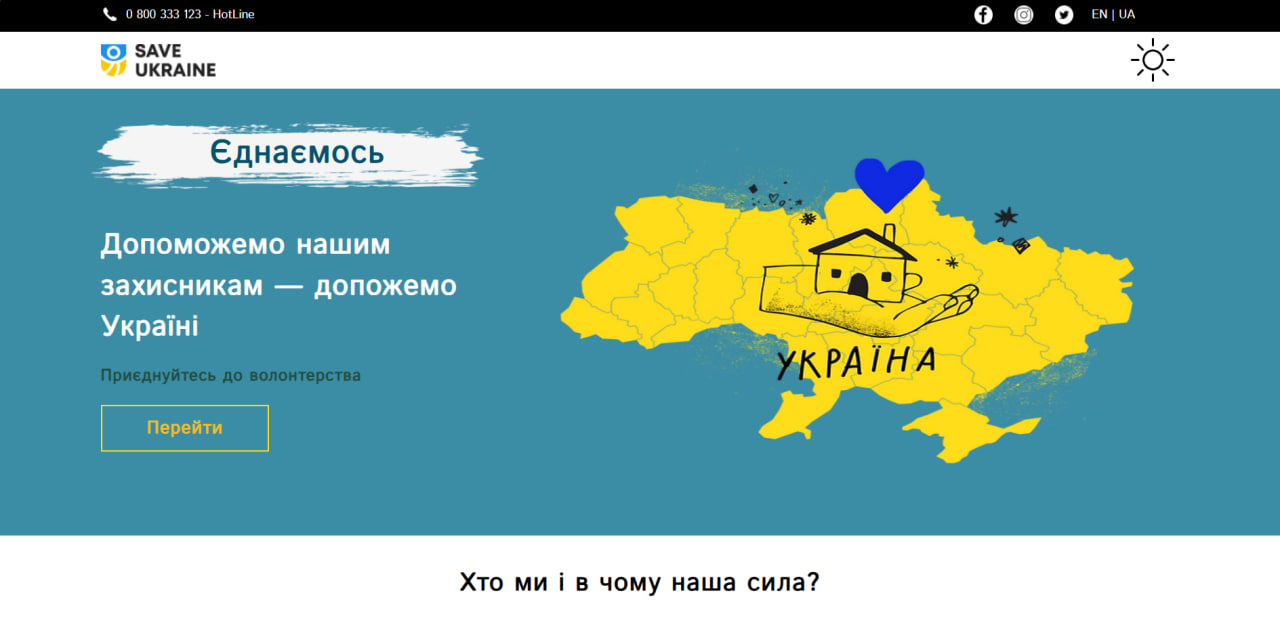 0 800 333 123 - HotLine
EN | UA
SAVE
UKRAINE
Єднаємось
Допоможемо нашим
захисникам — допожемо
Україні
Приєднуйтесь до волонтерства
Перейти
УКРАЇНА
Хто ми і в чому наша сила?